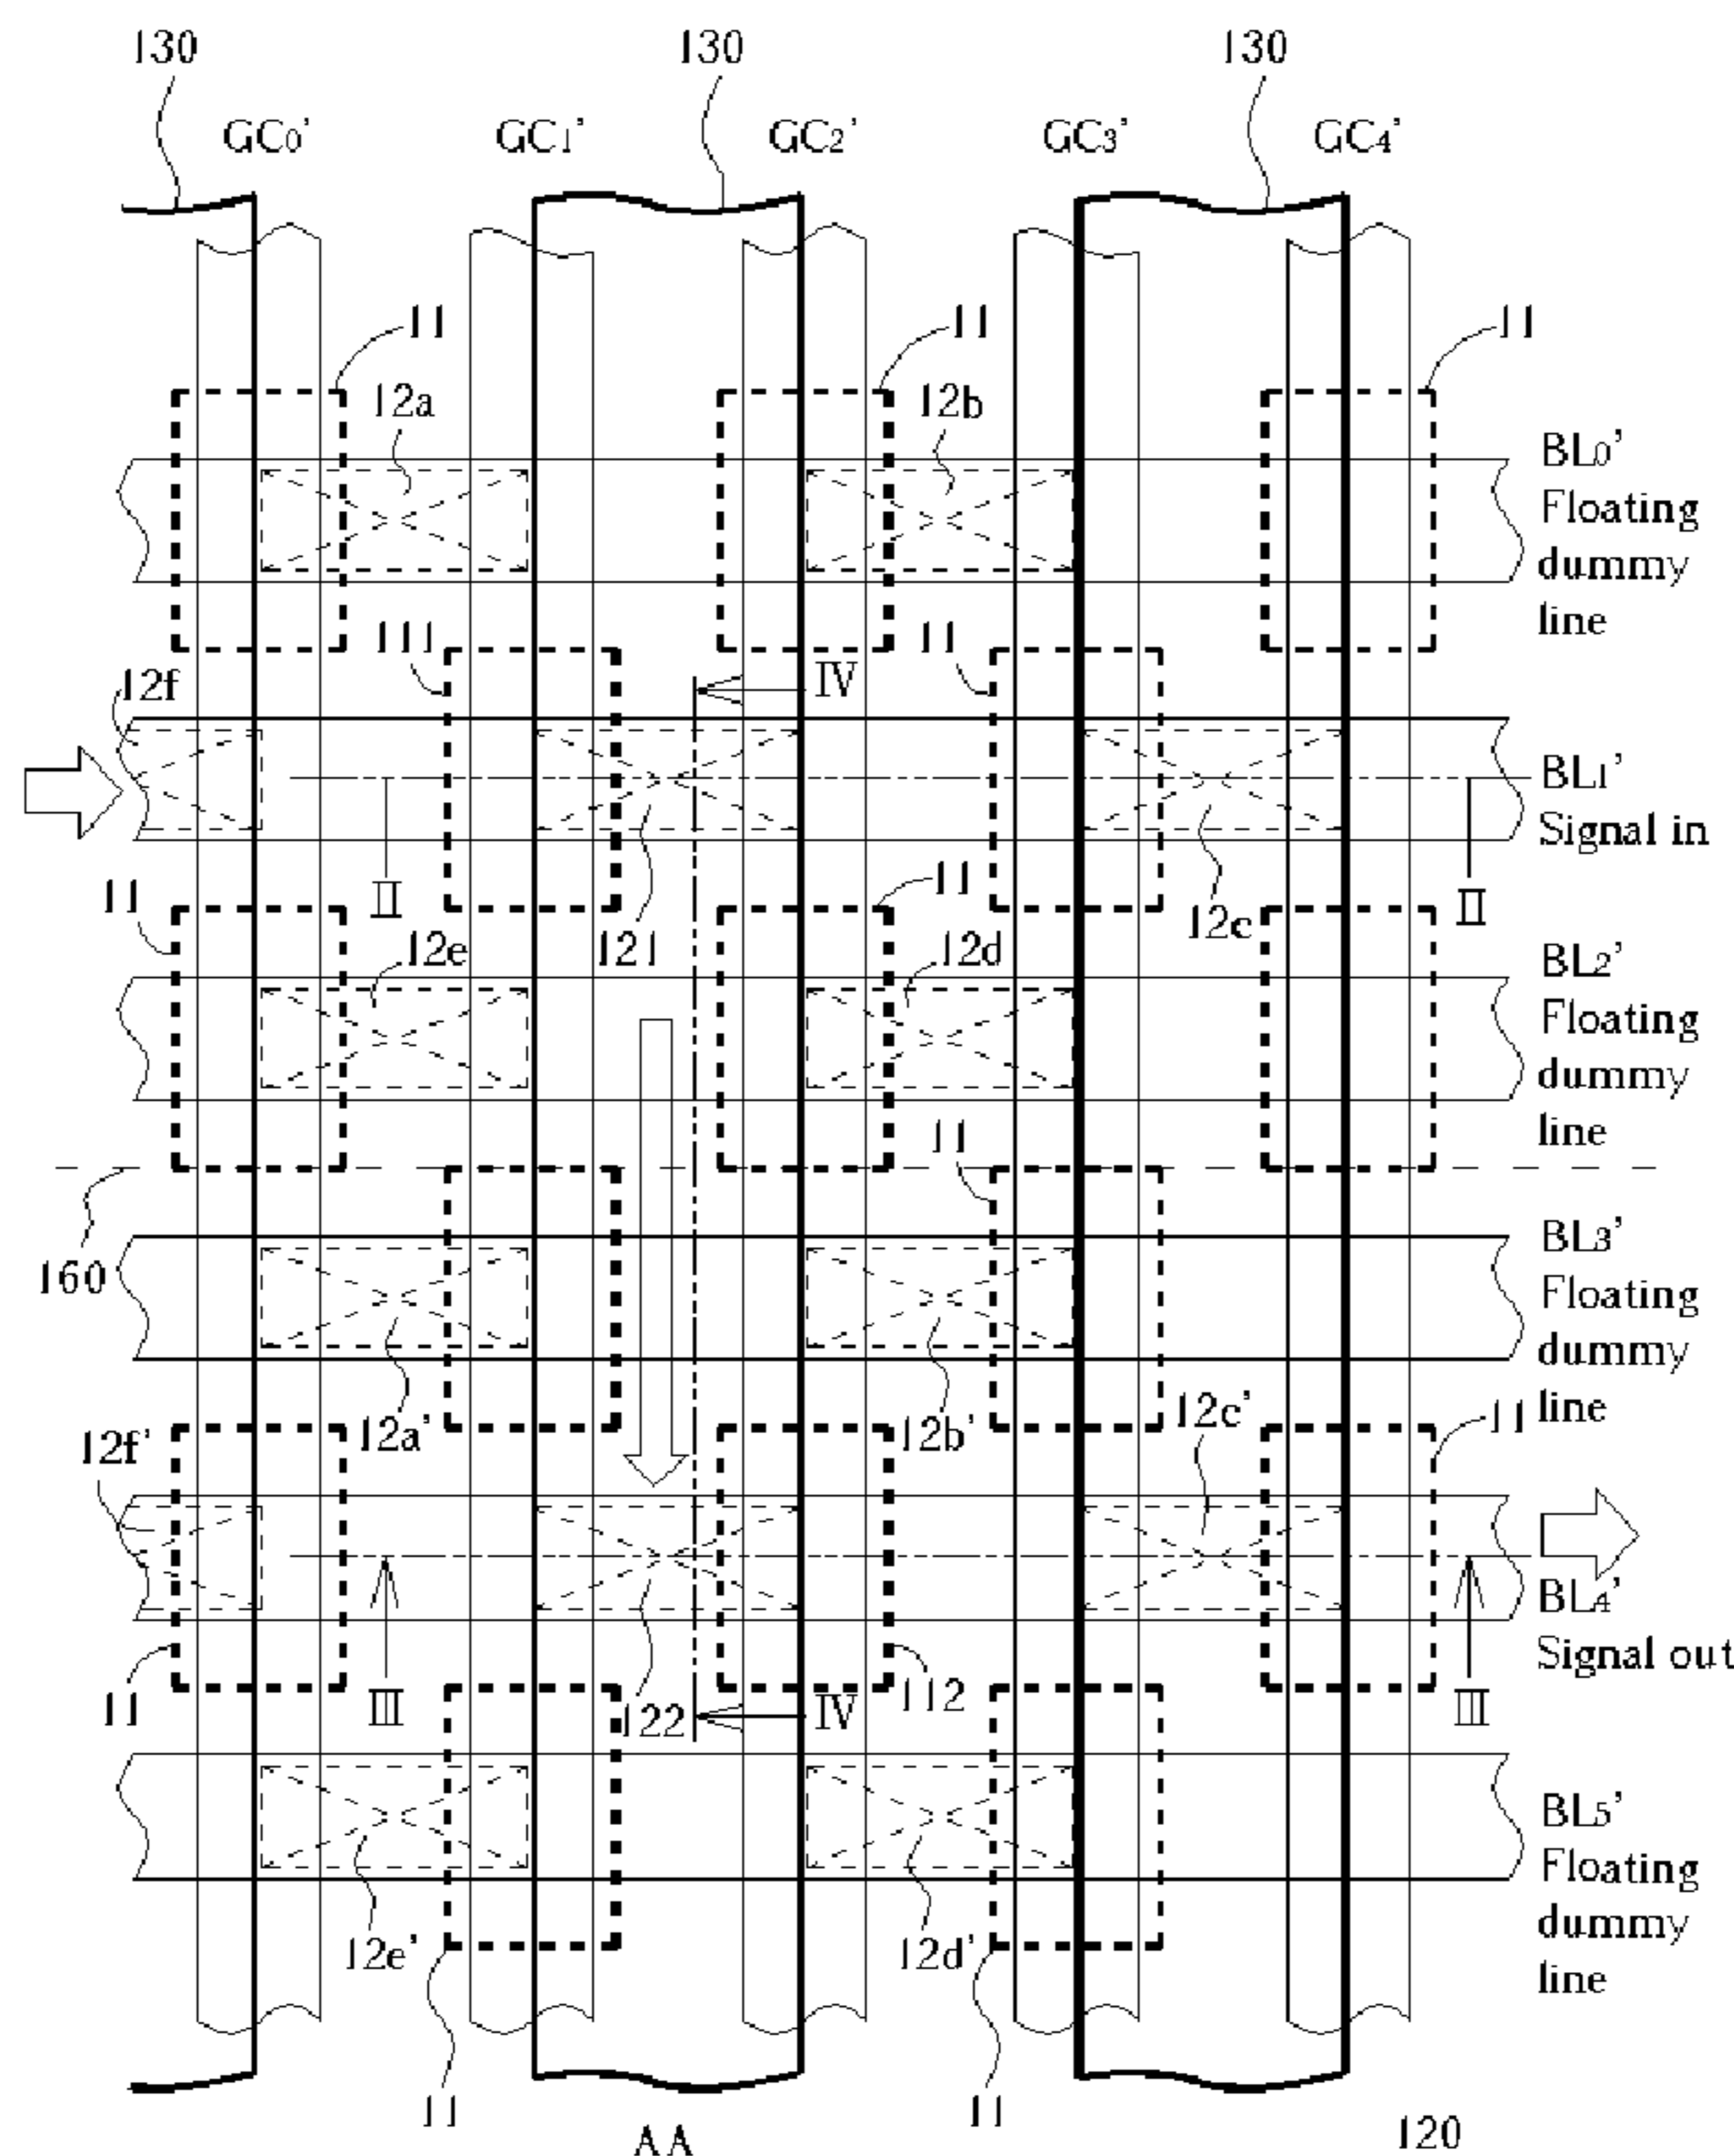 130 130 130
GC0' GC1' GC2' GC3' GC4'
11 11 11
12a 12b
BL0'
Floating
dummy
line
111 11
12f IV
BL1'
Signal in
11 II 11 II
12e 121 12d 12c
BL2'
Floating
dummy
line
11
160
BL3'
Floating
dummy
line
12a' 12b' 12c' 11
12f'
BL4'
Signal out
11 III 122 IV 112 III
BL5'
Floating
dummy
line
12e' 12d'
11 11
AA 120